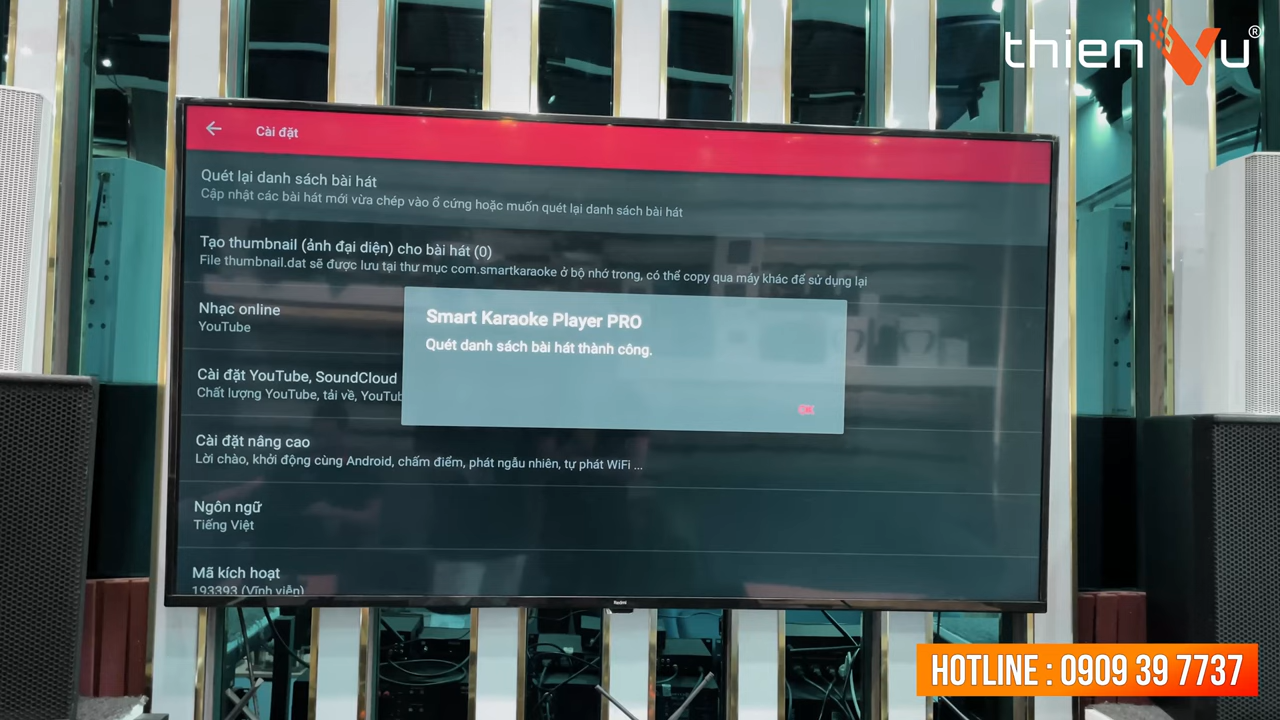 thienVu®
Cài đặt
Quét lại danh sách bài hát
Cập nhật các bài hát mới vừa chép vào ổ cứng hoặc muốn quét lại danh sách bài hát
Tạo thumbnail (ảnh đại diện) cho bài hát (0)
File thumbnail.dat sẽ được lưu tại thư mục com.smartkaraoke ở bộ nhớ trong, có thể copy qua máy khác để sử dụng lại
Nhạc online
YouTube
Smart Karaoke Player PRO
Quét danh sách bài hát thành công.
OK
Cài đặt YouTube, SoundCloud
Chất lượng YouTube, tải về,
Cài đặt nâng cao
Lời chào, khởi động cùng Android, chấm điểm, phát ngẫu nhiên, tự phát WiFi ...
Ngôn ngữ
Tiếng Việt
Mã kích hoạt
193393 (Vĩnh viễn)
Redmi
HOTLINE : 0909 39 7737